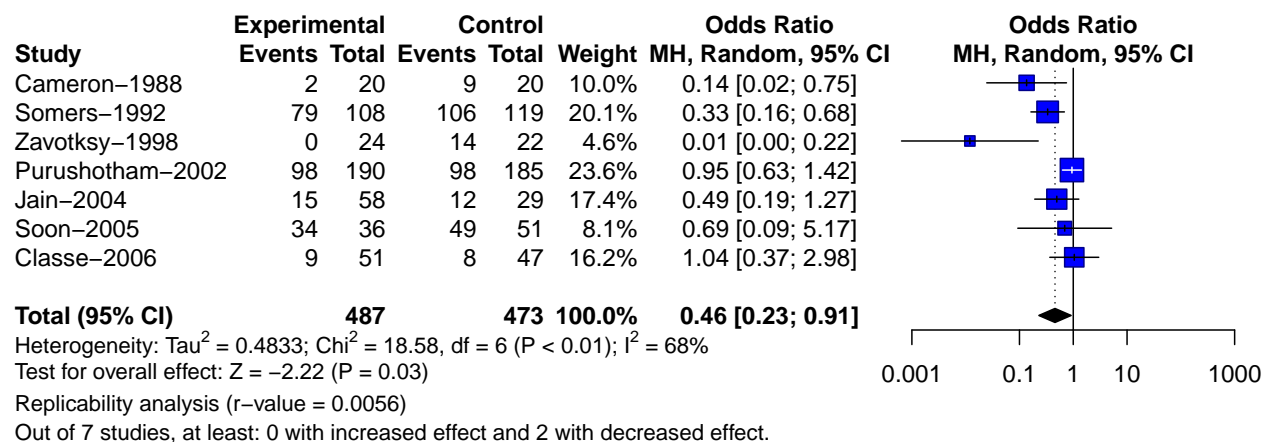 Experimental Control Odds Ratio Odds Ratio
Study Events Total Events Total Weight MH, Random, 95% CI MH, Random, 95% CI
Cameron−1988 2 20 9 20 10.0% 0.14 [0.02; 0.75]
Somers−1992 79 108 106 119 20.1% 0.33 [0.16; 0.68]
Zavotksy−1998 0 24 14 22 4.6% 0.01 [0.00; 0.22]
Purushotham−2002 98 190 98 185 23.6% 0.95 [0.63; 1.42]
Jain−2004 15 58 12 29 17.4% 0.49 [0.19; 1.27]
Soon−2005 34 36 49 51 8.1% 0.69 [0.09; 5.17]
Classe−2006 9 51 8 47 16.2% 1.04 [0.37; 2.98]
Total (95% CI) 487 473 100.0% 0.46 [0.23; 0.91]
Heterogeneity: Tau² = 0.4833; Chi² = 18.58, df = 6 (P < 0.01); I² = 68%
Test for overall effect: Z = −2.22 (P = 0.03)
0.001 0.1 1 10 1000
Replicability analysis (r−value = 0.0056)
Out of 7 studies, at least: 0 with increased effect and 2 with decreased effect.